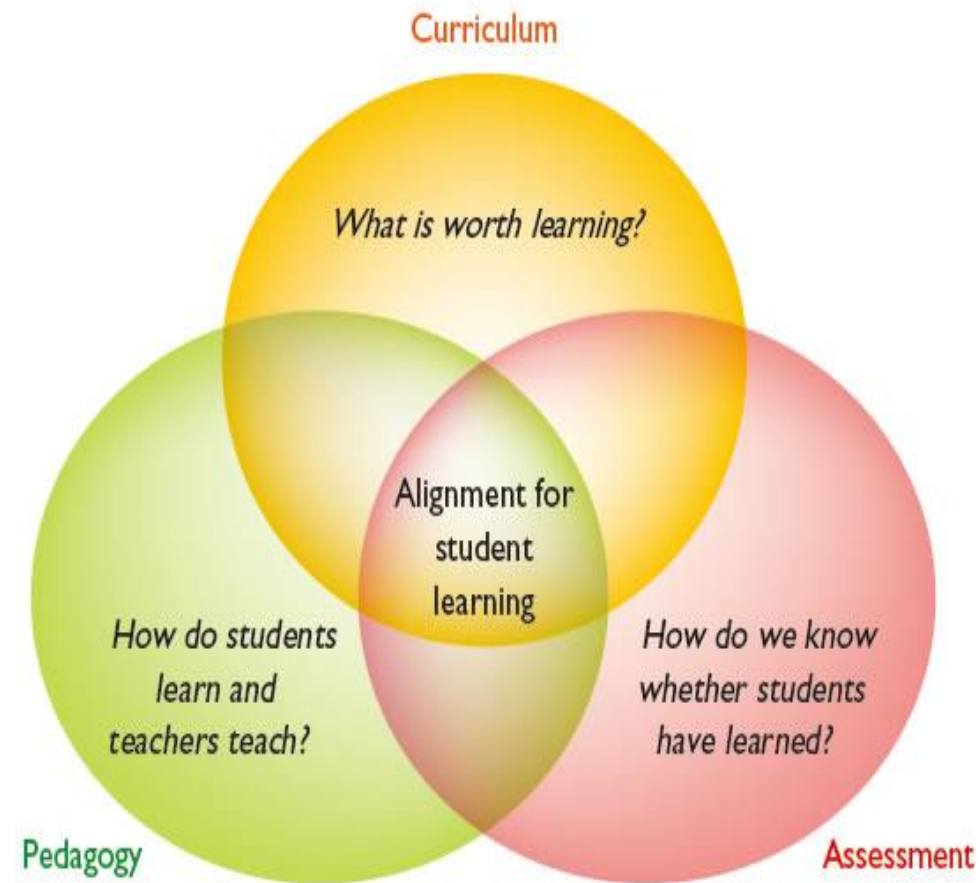 Curriculum
What is worth learning?
Alignment for
student
learning
How do students
learn and
teachers teach?
How do we know
whether students
have learned?
Pedagogy
Assessment